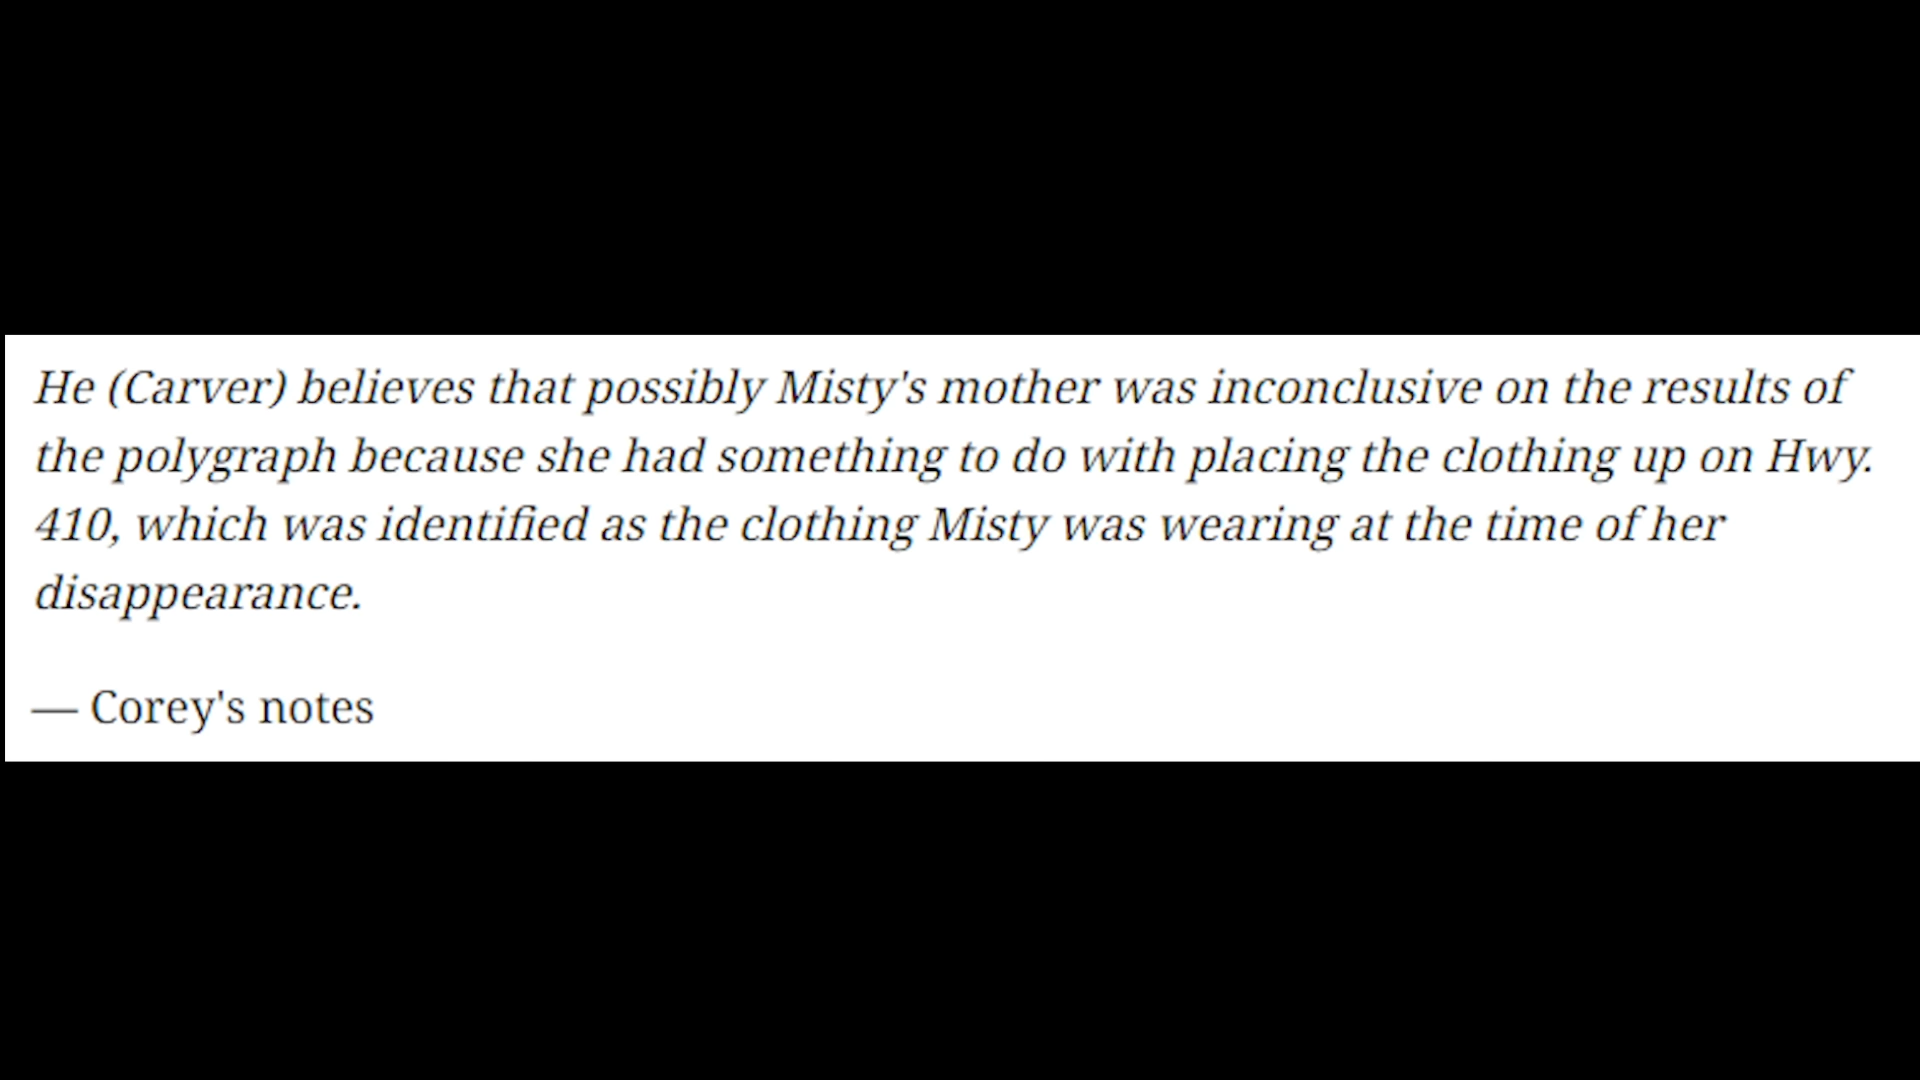 He (Carver) believes that possibly Misty's mother was inconclusive on the results of
the polygraph because she had something to do with placing the clothing up on Hwy.
410, which was identified as the clothing Misty was wearing at the time of her
disappearance.
— Corey's notes